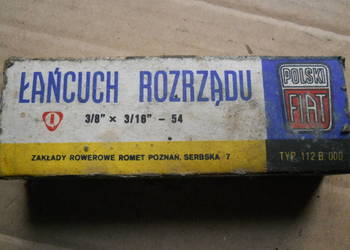 ŁAŃCUCH ROZRZĄDU
3/8" × 3/16" - 54
POLSKI
FIAT
ZAKŁADY ROWEROWE ROMET POZNAŃ, SERBSKA 7
TYP 112 B. 000